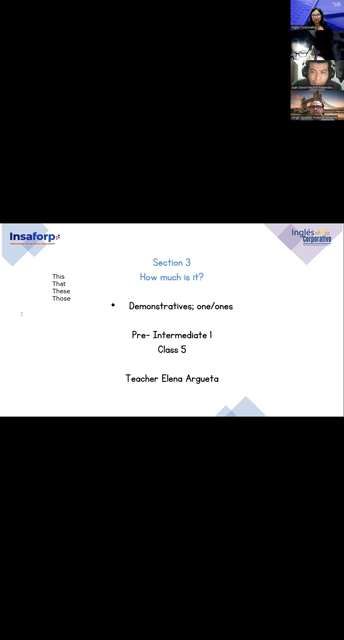 Insaforp
Inglés
Corporativo
Section 3
How much is it?
This
That
These
Those
• Demonstratives; one/ones
Pre- Intermediate 1
Class 5
Teacher Elena Argueta